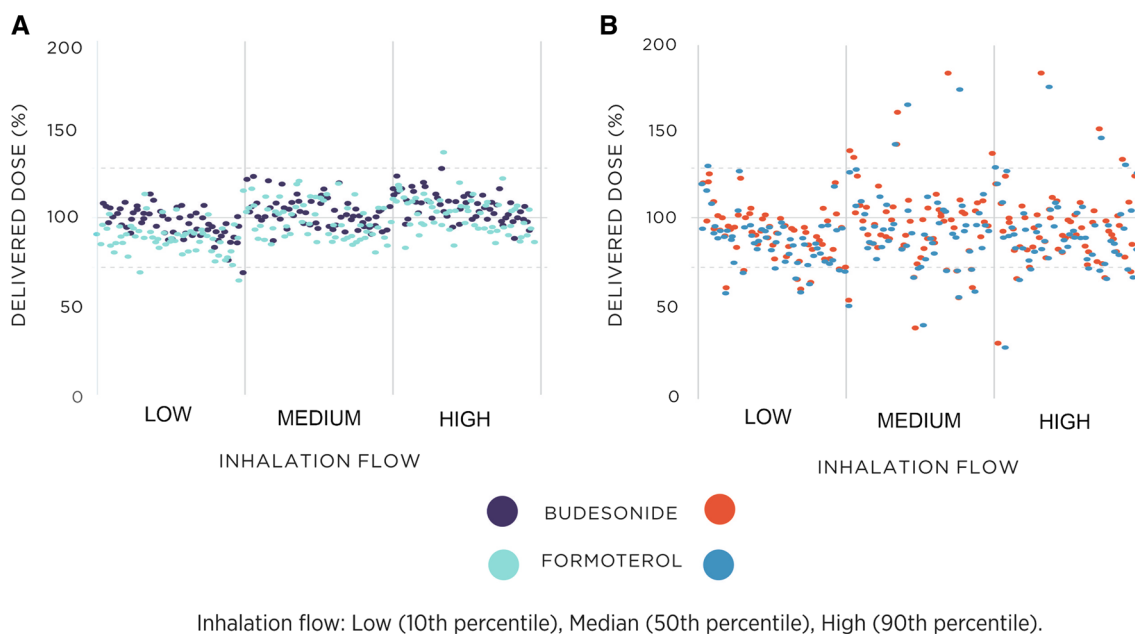 A
200
150
100
50
0
DELIVERED DOSE (%)
LOW
MEDIUM
HIGH
INHALATION FLOW
B
200
150
100
50
0
DELIVERED DOSE (%)
LOW
MEDIUM
HIGH
INHALATION FLOW
BUDESONIDE
FORMOTEROL
Inhalation flow: Low (10th percentile), Median (50th percentile), High (90th percentile).